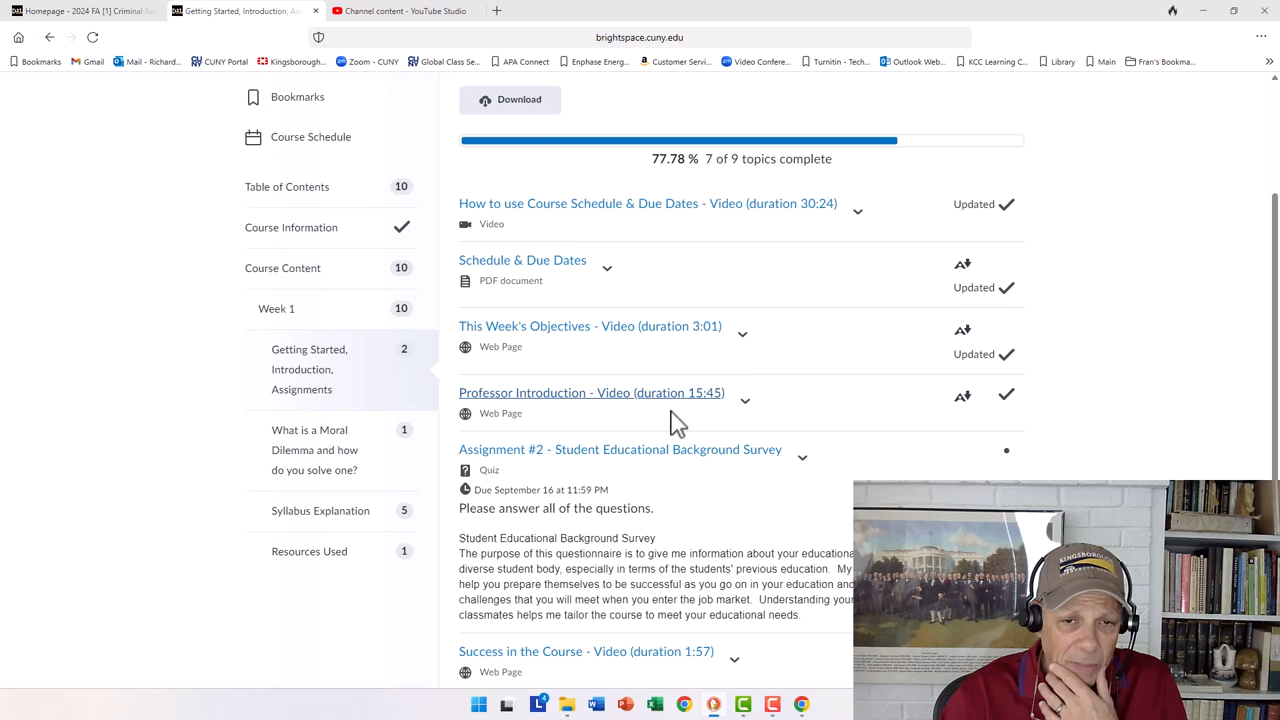 Homepage - 2024 FA [1] Criminal Jus
Getting Started, Introduction, As
Channel content - YouTube Studio
brightspace.cuny.edu
Bookmarks
Gmail
Mail - Richard...
CUNY Portal
Kingsborough...
Zoom - CUNY
Global Class Se...
APA Connect
Enphase Energ...
Customer Servi...
Video Confere...
Turnitin - Tech...
Outlook Web...
KCC Learning C...
Library
Main
Fran's Bookma...
Bookmarks
Course Schedule
Table of Contents 10
Course Information
Course Content 10
Week 1 10
Getting Started, 2
Introduction,
Assignments
What is a Moral 1
Dilemma and how
do you solve one?
Syllabus Explanation 5
Resources Used 1
Download
77.78 % 7 of 9 topics complete
How to use Course Schedule & Due Dates - Video (duration 30:24)
Updated
Video
Schedule & Due Dates
PDF document
Updated
This Week's Objectives - Video (duration 3:01)
Web Page
Updated
Professor Introduction - Video (duration 15:45)
Web Page
Assignment #2 - Student Educational Background Survey
Quiz
Due September 16 at 11:59 PM
Please answer all of the questions.
Student Educational Background Survey
The purpose of this questionnaire is to give me information about your educationa
diverse student body, especially in terms of the students' previous education. My
help you prepare themselves to be successful as you go on in your education and
challenges that you will meet when you enter the job market. Understanding your
classmates helps me tailor the course to meet your educational needs.
Success in the Course - Video (duration 1:57)
Web Page
KINGSBOROUGH